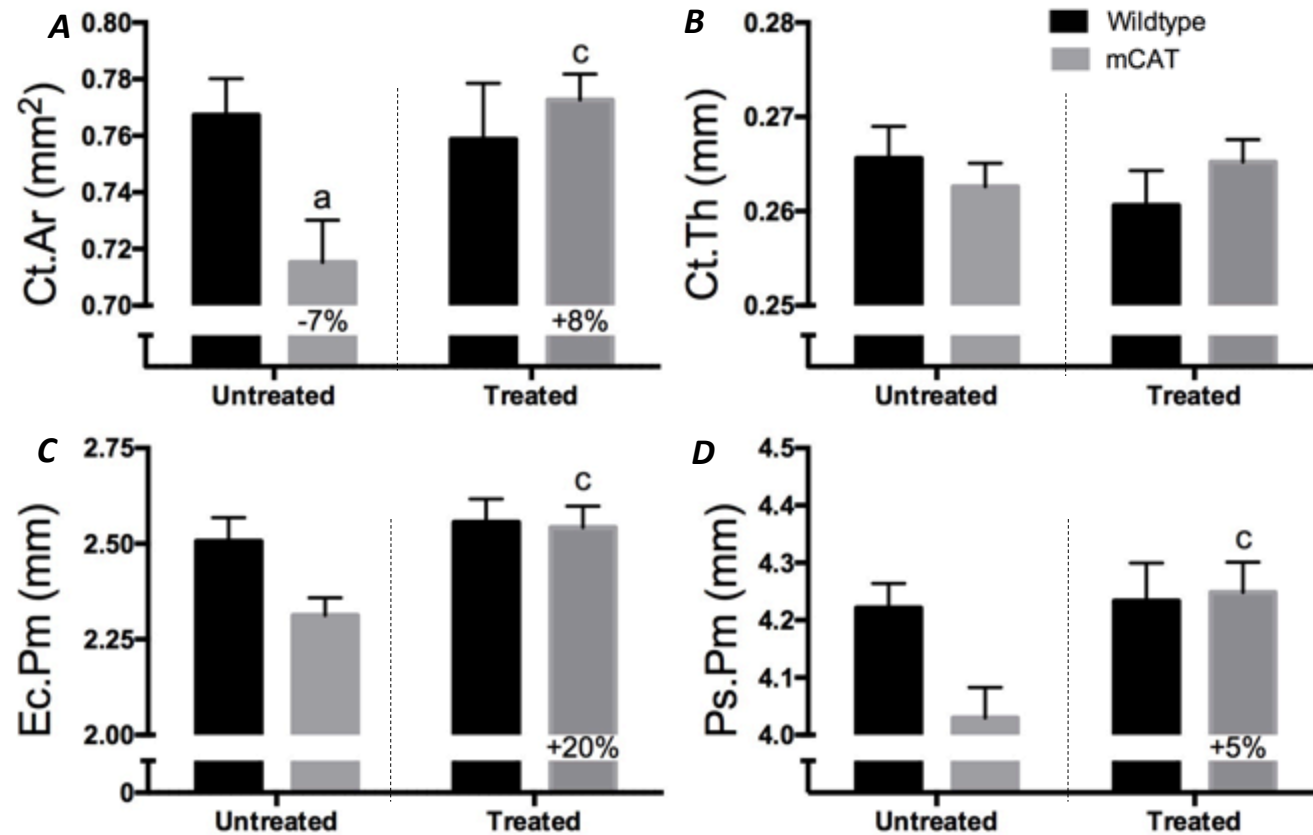 A
0.80
0.78
0.76
0.74
0.72
0.70
Ct.Ar (mm2)
a
c
-7%
+8%
Untreated
Treated
B
0.28
0.27
0.26
0.25
Ct.Th (mm)
Wildtype
mCAT
Untreated
Treated
C
2.75
2.50
2.25
2.00
0
Ec.Pm (mm)
c
+20%
Untreated
Treated
D
4.5
4.4
4.3
4.2
4.1
4.0
Ps.Pm (mm)
c
+5%
Untreated
Treated